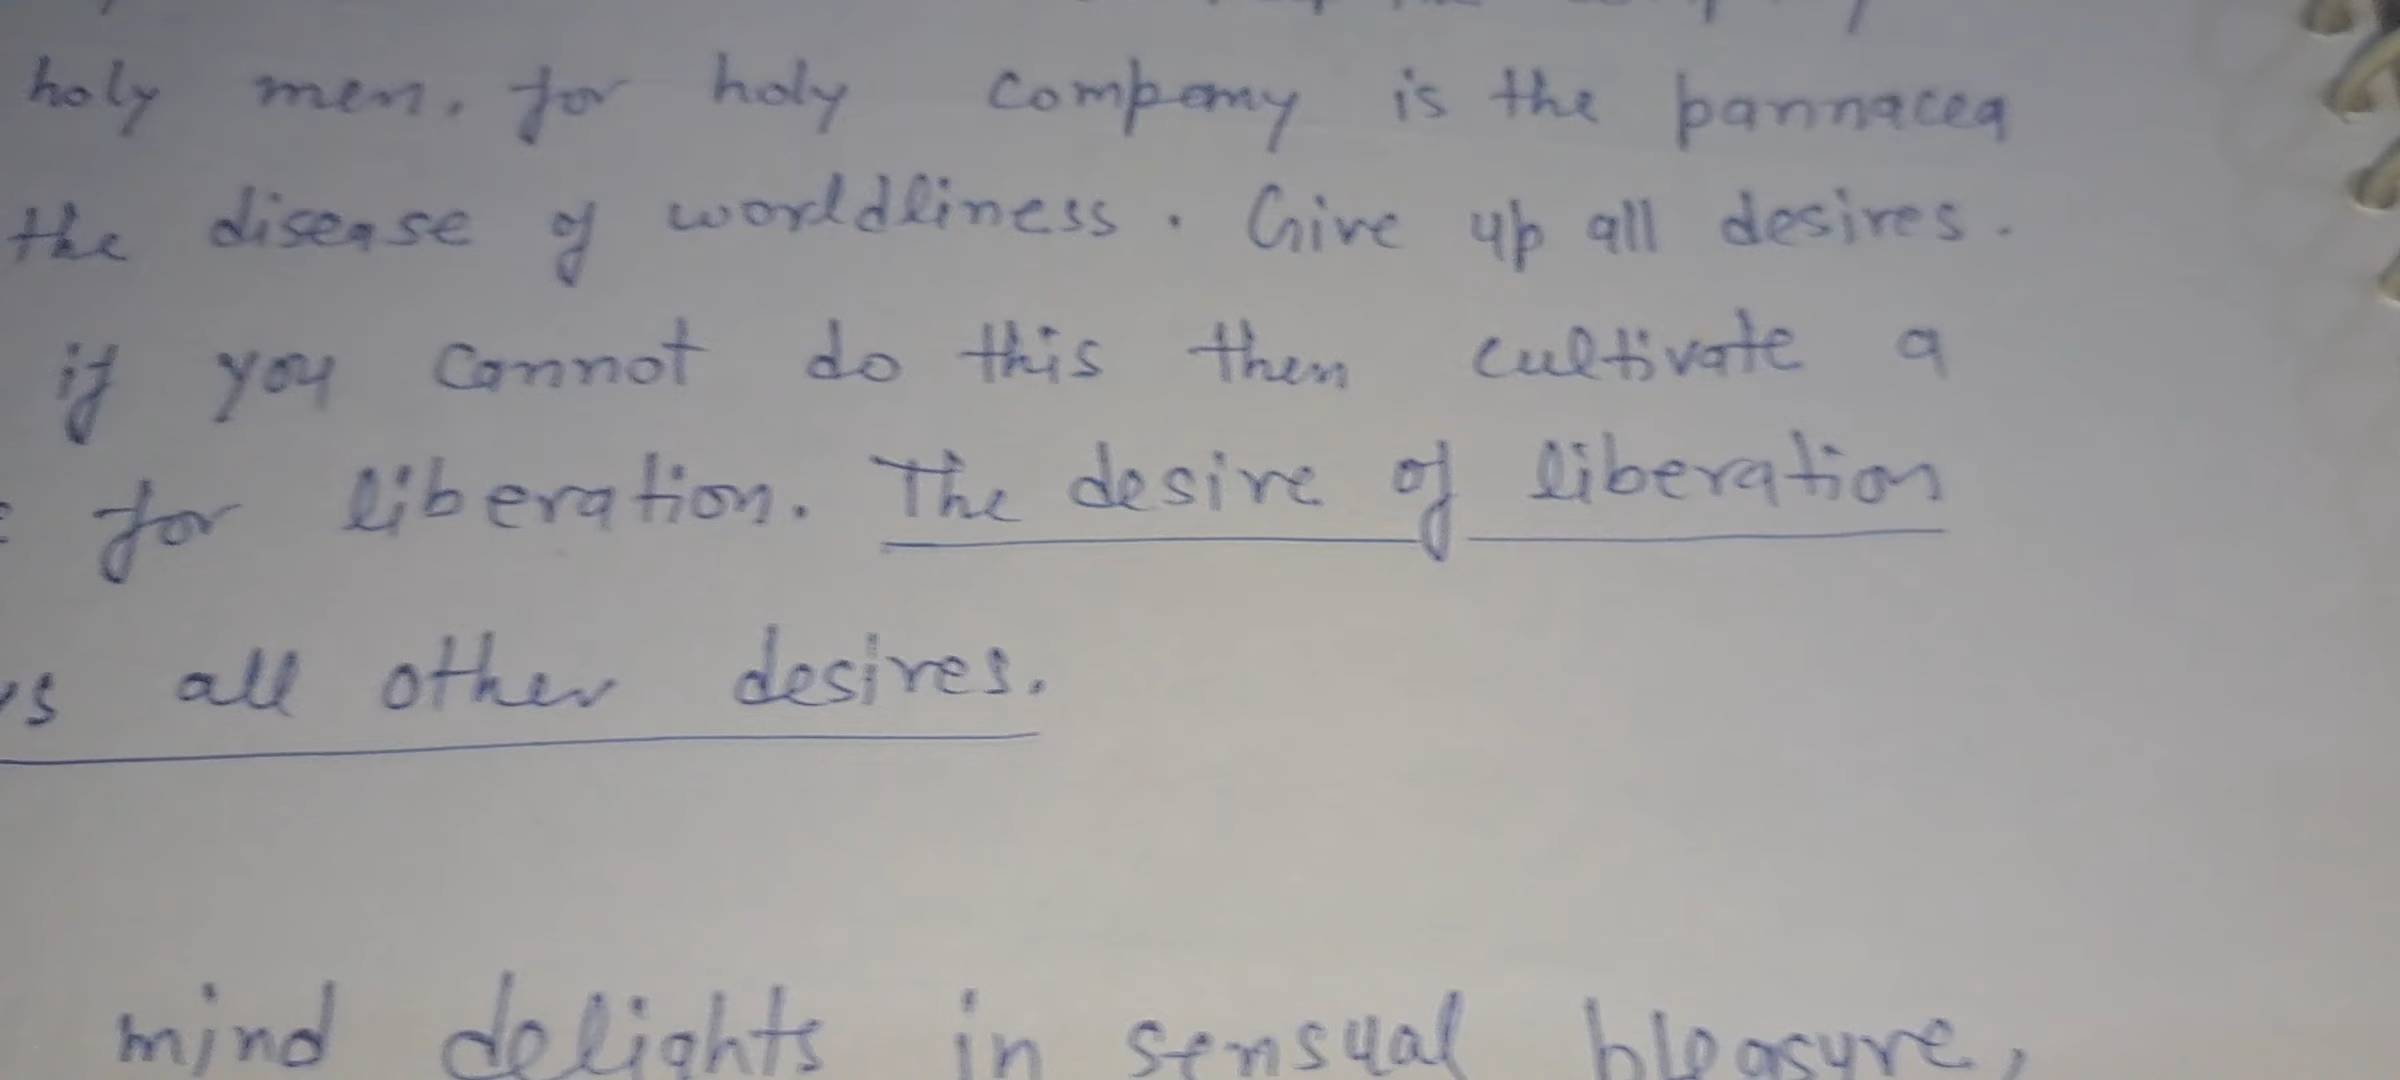 holy men. for holy company is the pannacea
the disease of worldliness. Give up all desires.
if you cannot do this then cultivate a
for liberation. The desire of liberation
all other desires.
mind delights in sensual pleasure,